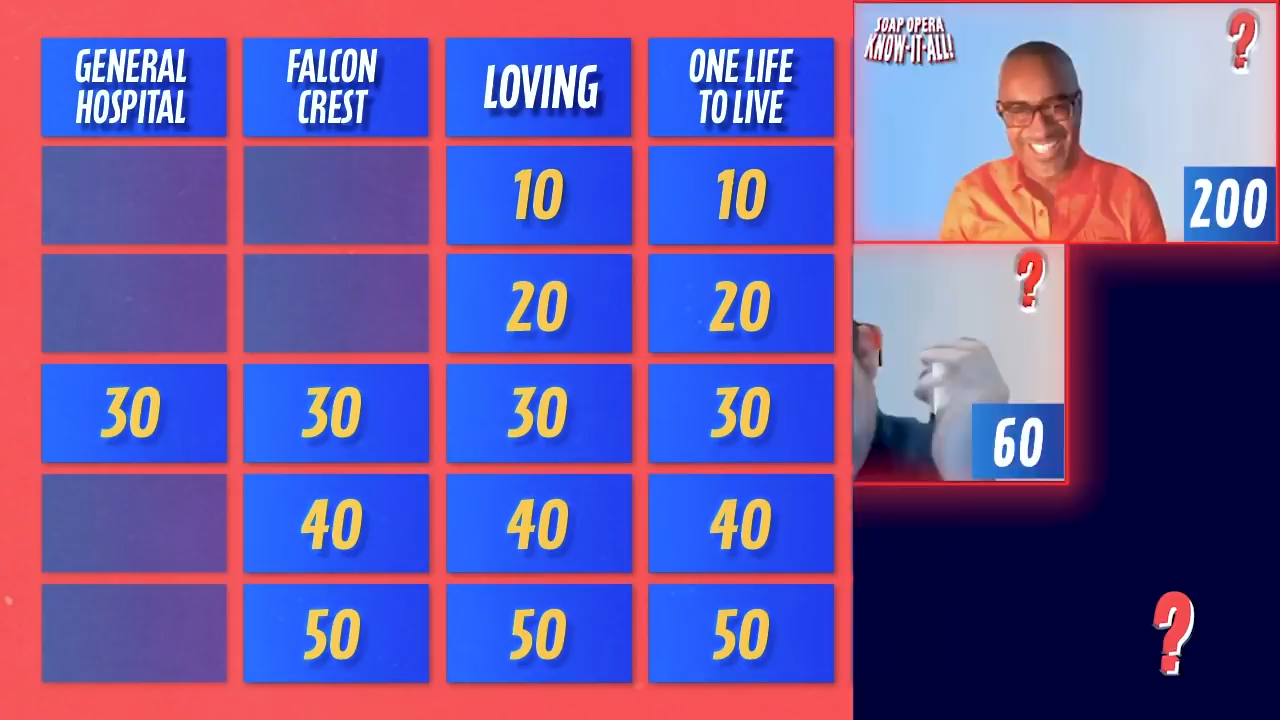 GENERAL HOSPITAL
FALCON CREST
LOVING
ONE LIFE TO LIVE
10 10
20 20
30 30 30 30
40 40 40
50 50 50
SOAP OPERA
KNOW-IT-ALL!
?
200
?
60
?